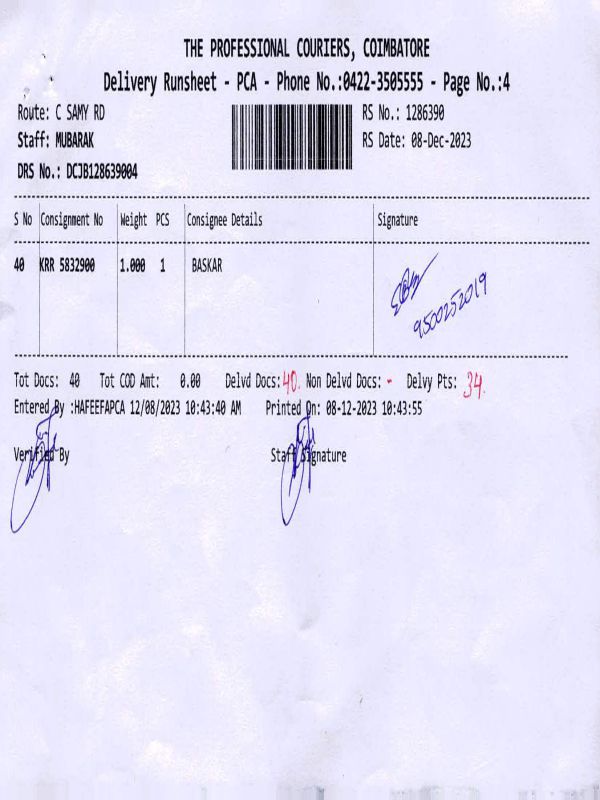 THE PROFESSIONAL COURIERS, COIMBATORE
Delivery Runsheet - PCA - Phone No.:0422-3505555 - Page No.:4
Route: C SAMY RD RS No.: 1286390
Staff: MUBARAK RS Date: 08-Dec-2023
DRS No.: DCJB128639004
S No Consignment No Weight PCS Consignee Details Signature
40 KRR 5832900 1.000 1 BASKAR
9500252019
Tot Docs: 40 Tot COD Amt: 0.00 Delvd Docs: 40. Non Delvd Docs: - Delvy Pts: 34.
Entered By :HAFEEFAPCA 12/08/2023 10:43:40 AM Printed On: 08-12-2023 10:43:55
Verified By Staff Signature